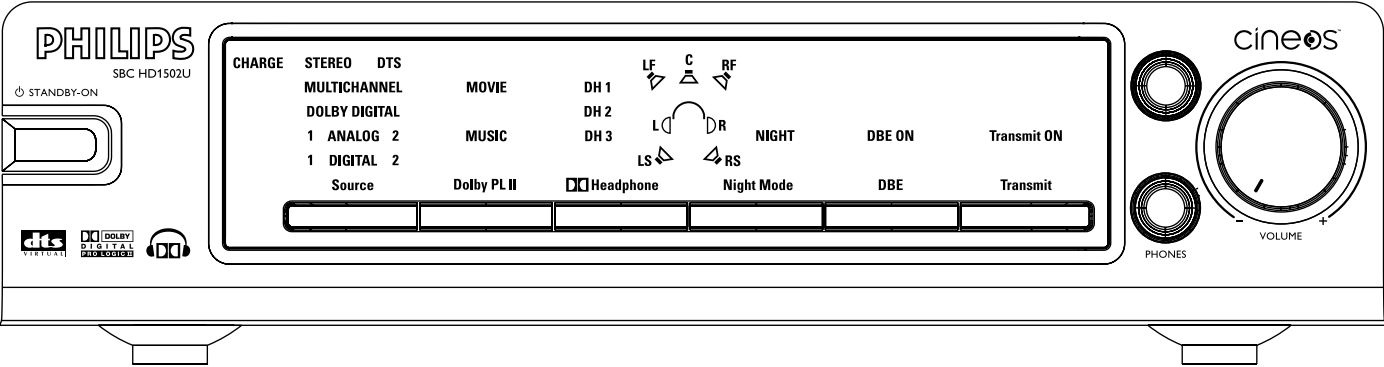 PHILIPS
SBC HD1502U
STANDBY-ON
CHARGE STEREO DTS
MULTICHANNEL MOVIE DH 1
DOLBY DIGITAL DH 2
1 ANALOG 2 MUSIC DH 3 NIGHT DBE ON Transmit ON
1 DIGITAL 2
LF C RF
L R
LS RS
Source Dolby PL II Headphone Night Mode DBE Transmit
cineos™
- +
VOLUME
PHONES
dts
VIRTUAL
DOLBY
DIGITAL
PRO LOGIC II